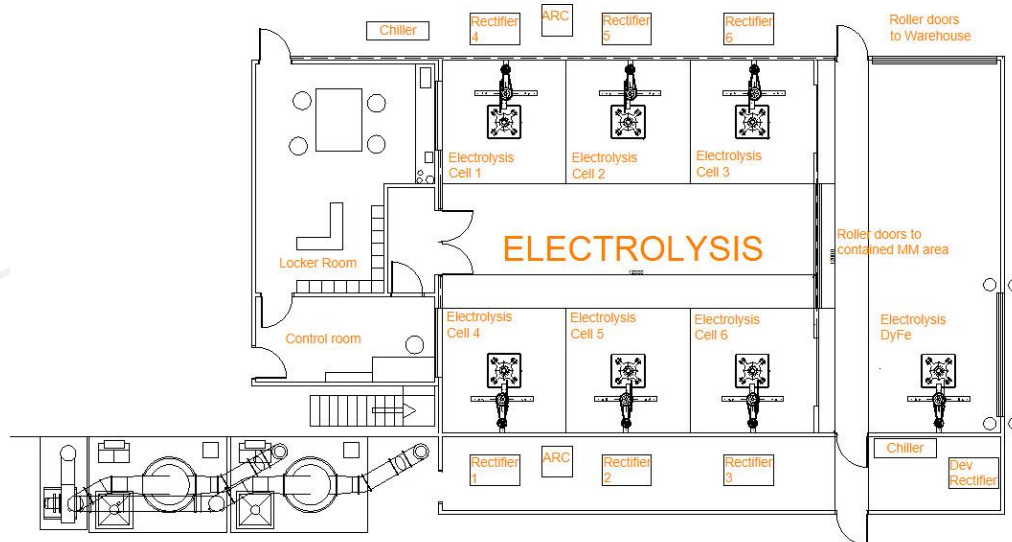 Chiller
Rectifier
4
ARC
Rectifier
5
Rectifier
6
Roller doors
to Warehouse
Electrolysis
Cell 1
Electrolysis
Cell 2
Electrolysis
Cell 3
ELECTROLYSIS
12000
Roller doors to
contained MM area
Locker Room
Control room
Electrolysis
Cell 4
Electrolysis
Cell 5
Electrolysis
Cell 6
Electrolysis
DyFe
Rectifier
1
ARC
Rectifier
2
Rectifier
3
Chiller
Dev
Rectifier